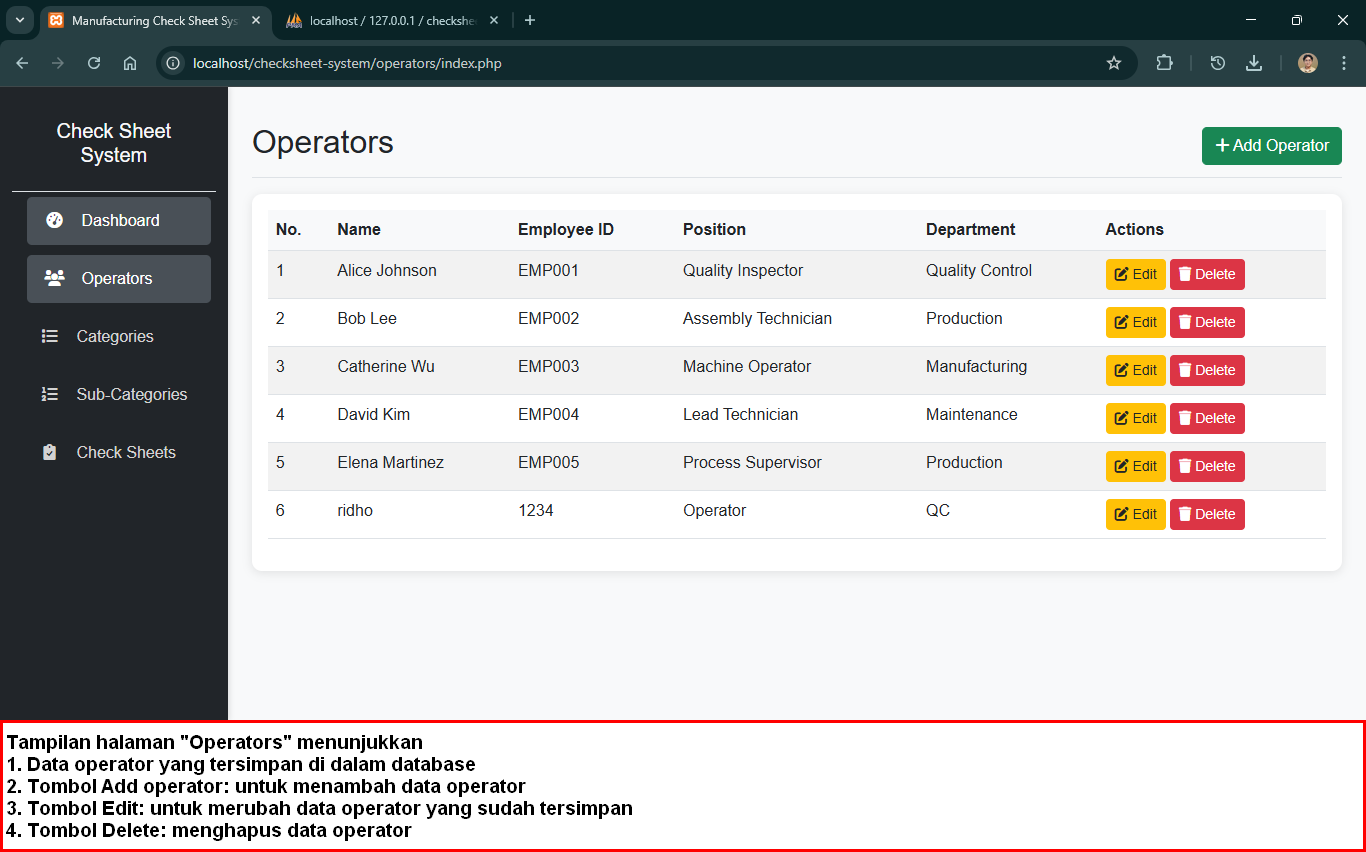 Manufacturing Check Sheet Sys
localhost / 127.0.0.1 / checkshe
localhost/checksheet-system/operators/index.php
Check Sheet
System
Dashboard
Operators
Categories
Sub-Categories
Check Sheets
Operators
Add Operator
No. Name Employee ID Position Department Actions
1 Alice Johnson EMP001 Quality Inspector Quality Control Edit Delete
2 Bob Lee EMP002 Assembly Technician Production Edit Delete
3 Catherine Wu EMP003 Machine Operator Manufacturing Edit Delete
4 David Kim EMP004 Lead Technician Maintenance Edit Delete
5 Elena Martinez EMP005 Process Supervisor Production Edit Delete
6 ridho 1234 Operator QC Edit Delete
Tampilan halaman "Operators" menunjukkan
1. Data operator yang tersimpan di dalam database
2. Tombol Add operator: untuk menambah data operator
3. Tombol Edit: untuk merubah data operator yang sudah tersimpan
4. Tombol Delete: menghapus data operator